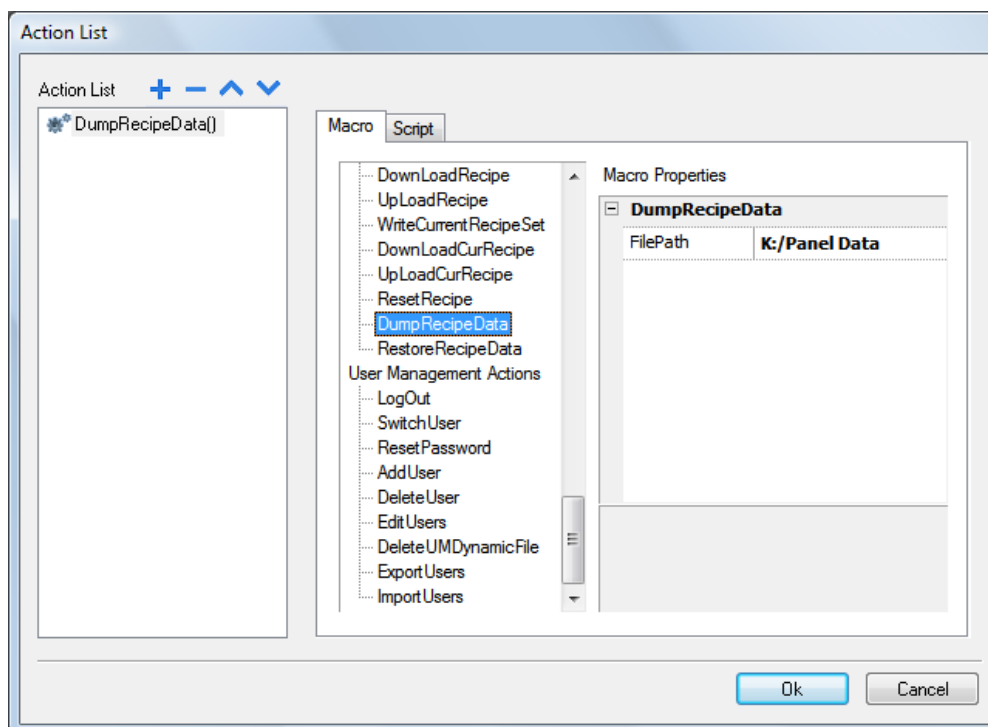 Action List
Action List
DumpRecipeData()
Macro
Script
DownLoadRecipe
UpLoadRecipe
WriteCurrentRecipeSet
DownLoadCurRecipe
UpLoadCurRecipe
ResetRecipe
DumpRecipeData
RestoreRecipeData
User Management Actions
LogOut
SwitchUser
ResetPassword
AddUser
DeleteUser
EditUsers
DeleteUMDynamicFile
ExportUsers
ImportUsers
Macro Properties
DumpRecipeData
FilePath K:/Panel Data
Ok Cancel